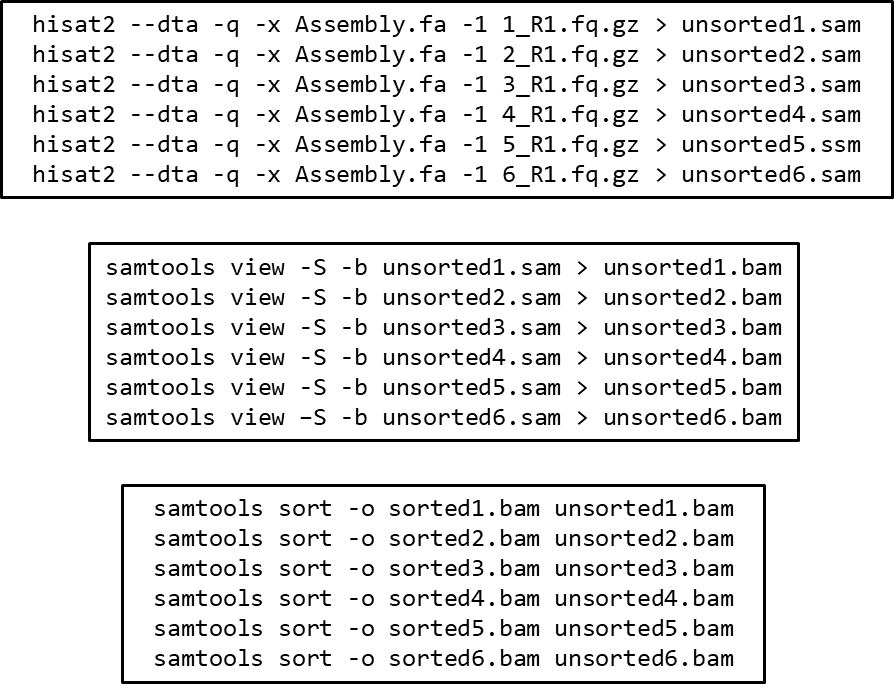 hisat2 --dta -q -x Assembly.fa -1 1_R1.fq.gz > unsorted1.sam
hisat2 --dta -q -x Assembly.fa -1 2_R1.fq.gz > unsorted2.sam
hisat2 --dta -q -x Assembly.fa -1 3_R1.fq.gz > unsorted3.sam
hisat2 --dta -q -x Assembly.fa -1 4_R1.fq.gz > unsorted4.sam
hisat2 --dta -q -x Assembly.fa -1 5_R1.fq.gz > unsorted5.ssm
hisat2 --dta -q -x Assembly.fa -1 6_R1.fq.gz > unsorted6.sam
samtools view -S -b unsorted1.sam > unsorted1.bam
samtools view -S -b unsorted2.sam > unsorted2.bam
samtools view -S -b unsorted3.sam > unsorted3.bam
samtools view -S -b unsorted4.sam > unsorted4.bam
samtools view -S -b unsorted5.sam > unsorted5.bam
samtools view –S -b unsorted6.sam > unsorted6.bam
samtools sort -o sorted1.bam unsorted1.bam
samtools sort -o sorted2.bam unsorted2.bam
samtools sort -o sorted3.bam unsorted3.bam
samtools sort -o sorted4.bam unsorted4.bam
samtools sort -o sorted5.bam unsorted5.bam
samtools sort -o sorted6.bam unsorted6.bam